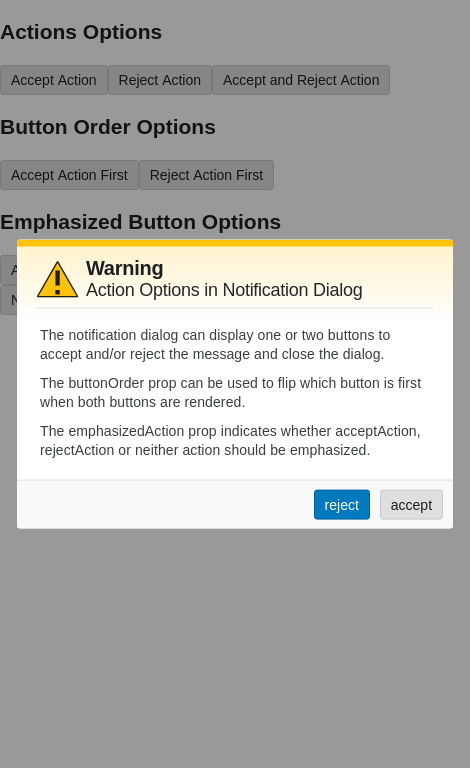 Actions Options
Accept Action Reject Action Accept and Reject Action
Button Order Options
Accept Action First Reject Action First
Emphasized Button Options
Warning
Action Options in Notification Dialog
The notification dialog can display one or two buttons to
accept and/or reject the message and close the dialog.
The buttonOrder prop can be used to flip which button is first
when both buttons are rendered.
The emphasizedAction prop indicates whether acceptAction,
rejectAction or neither action should be emphasized.
reject accept